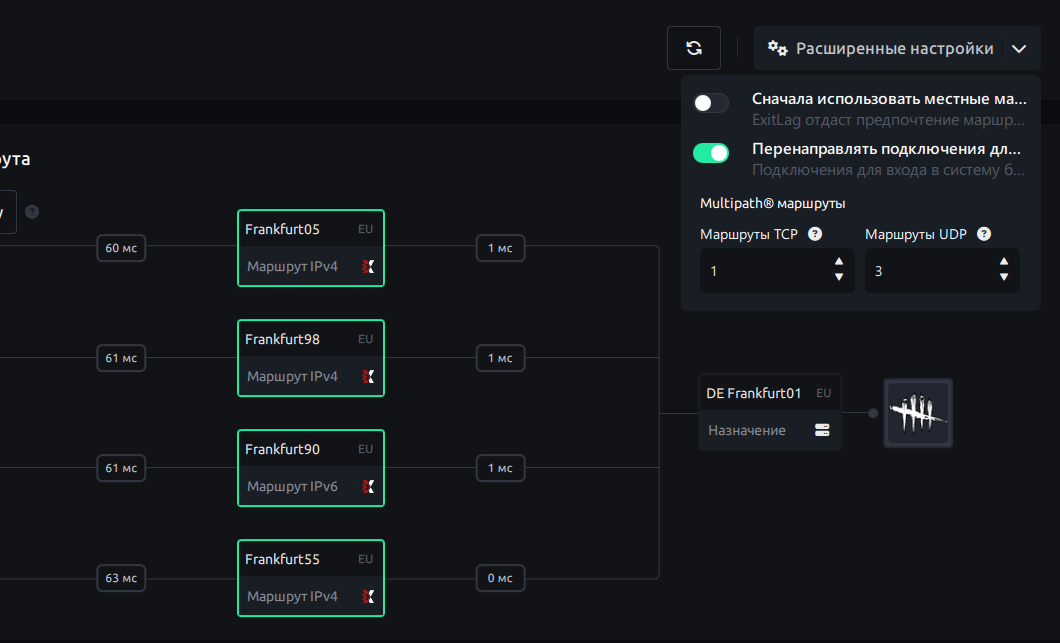 Расширенные настройки
Сначала использовать местные ма...
ExitLag отдаст предпочтение маршр...
Перенаправлять подключения дл...
Подключения для входа в систему б...
Multipath® маршруты
Маршруты TCP ?
Маршруты UDP ?
1
3
ута
?
60 мс
Frankfurt05 EU
Маршрут IPv4
1 мс
61 мс
Frankfurt98 EU
Маршрут IPv4
1 мс
DE Frankfurt01 EU
Назначение
61 мс
Frankfurt90 EU
Маршрут IPv6
1 мс
63 мс
Frankfurt55 EU
Маршрут IPv4
0 мс